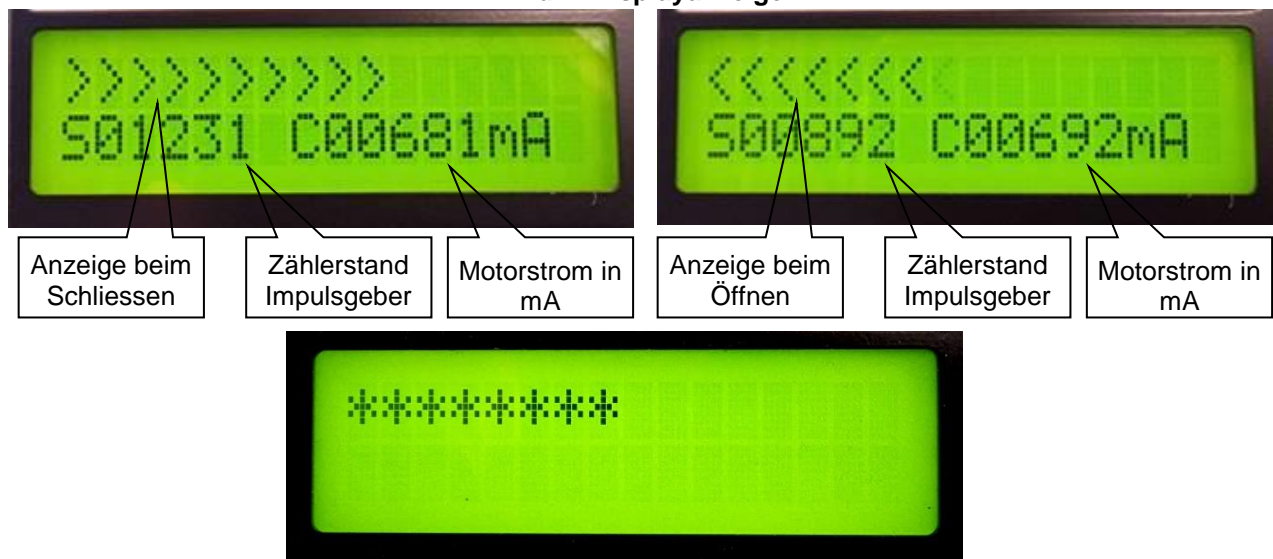 >>>>>>>>>>
S01231 C00681mA
Anzeige beim
Schliessen
Zählerstand
Impulsgeber
Motorstrom in
mA
<<<<<<<
S00892 C00692mA
Anzeige beim
Öffnen
Zählerstand
Impulsgeber
Motorstrom in
mA
********